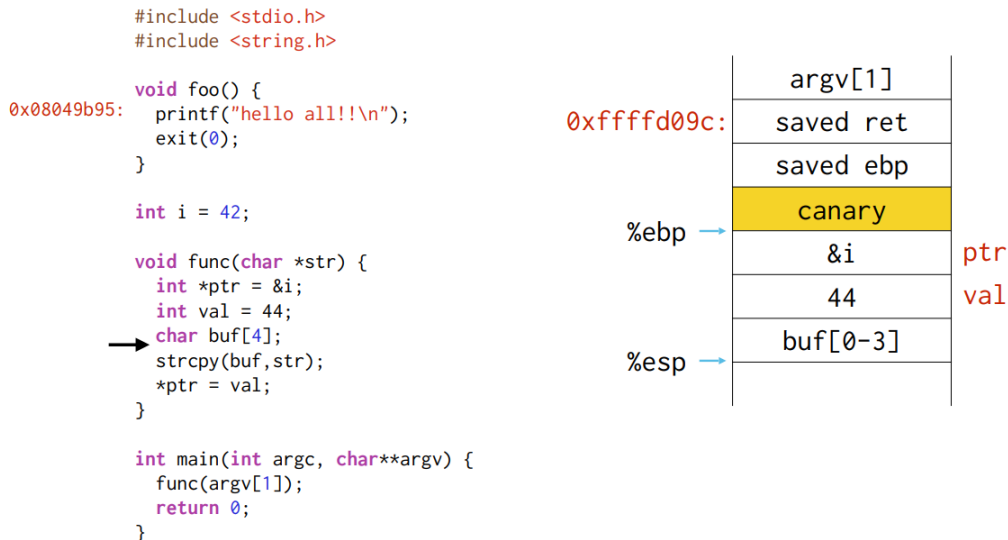 #include <stdio.h>
#include <string.h>
void foo() {
0x08049b95: printf("hello all!!\n");
exit(0);
}
int i = 42;
void func(char *str) {
int *ptr = &i;
int val = 44;
char buf[4];
strcpy(buf,str);
*ptr = val;
}
int main(int argc, char**argv) {
func(argv[1]);
return 0;
}
argv[1]
0xffffd09c: saved ret
saved ebp
canary
%ebp
&i ptr
44 val
buf[0-3]
%esp